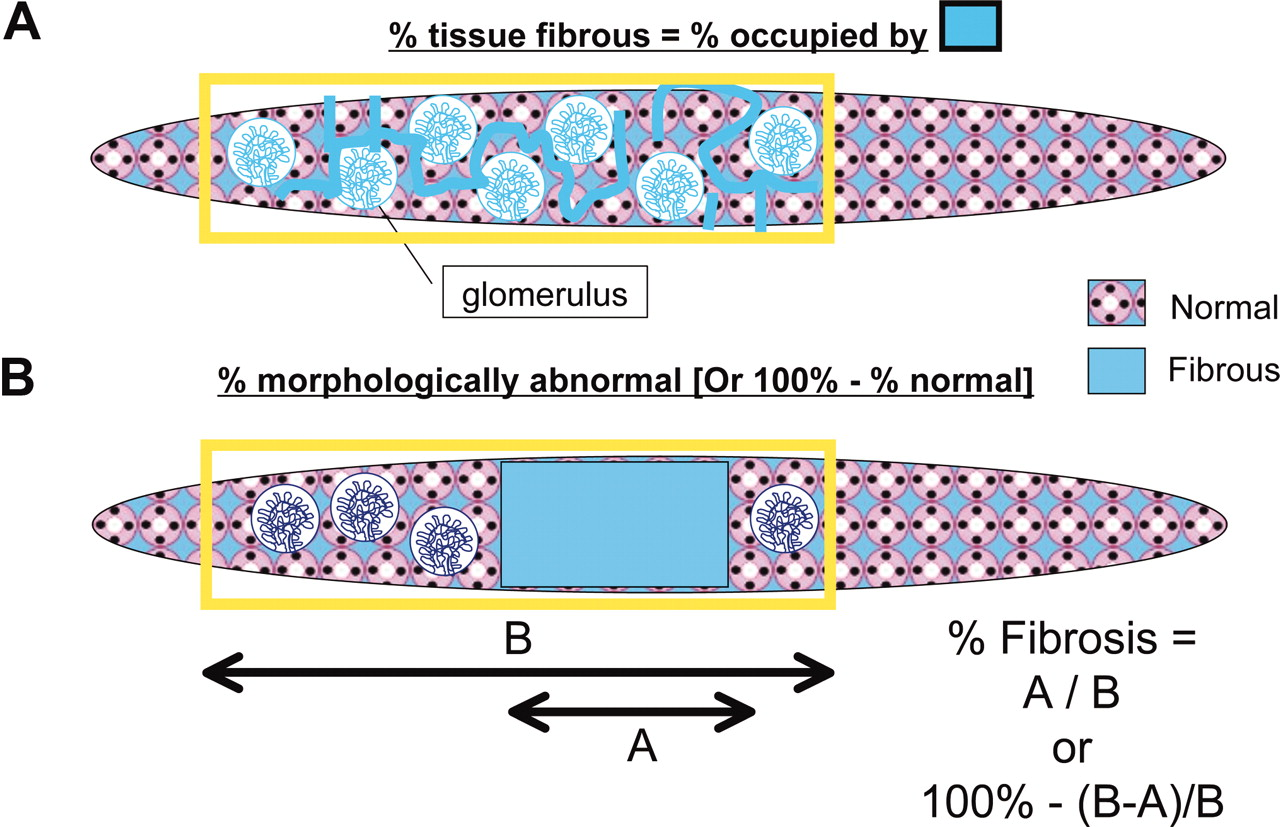 A
% tissue fibrous = % occupied by
glomerulus
Normal
Fibrous
B
% morphologically abnormal [Or 100% - % normal]
B
A
% Fibrosis =
A / B
or
100% - (B-A)/B